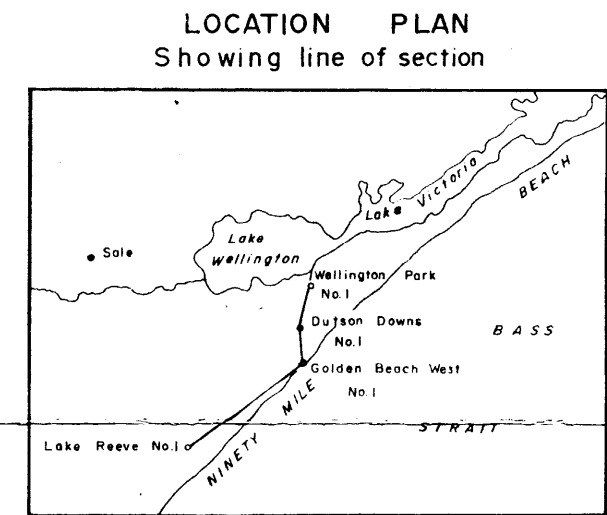 LOCATION PLAN
Showing line of section
Lake Victoria
BEACH
Sale
Lake
Wellington
Wellington Park
No.1
Dutson Downs
No.1
BASS
Golden Beach West
No.1
NINETY MILE
STRAIT
Lake Reeve No.1